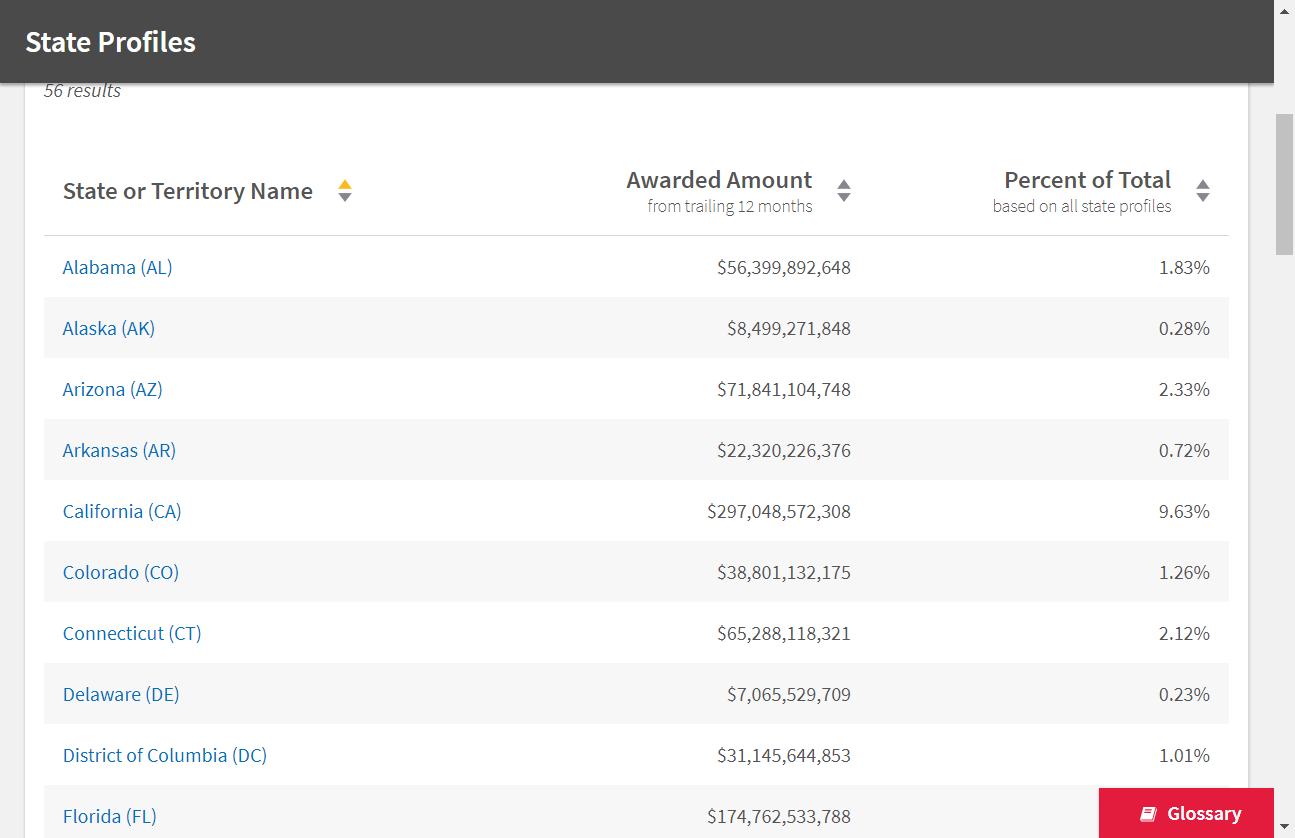 State Profiles
56 results
State or Territory Name
Awarded Amount
from trailing 12 months
Percent of Total
based on all state profiles
Alabama (AL) $56,399,892,648 1.83%
Alaska (AK) $8,499,271,848 0.28%
Arizona (AZ) $71,841,104,748 2.33%
Arkansas (AR) $22,320,226,376 0.72%
California (CA) $297,048,572,308 9.63%
Colorado (CO) $38,801,132,175 1.26%
Connecticut (CT) $65,288,118,321 2.12%
Delaware (DE) $7,065,529,709 0.23%
District of Columbia (DC) $31,145,644,853 1.01%
Florida (FL) $174,762,533,788
Glossary